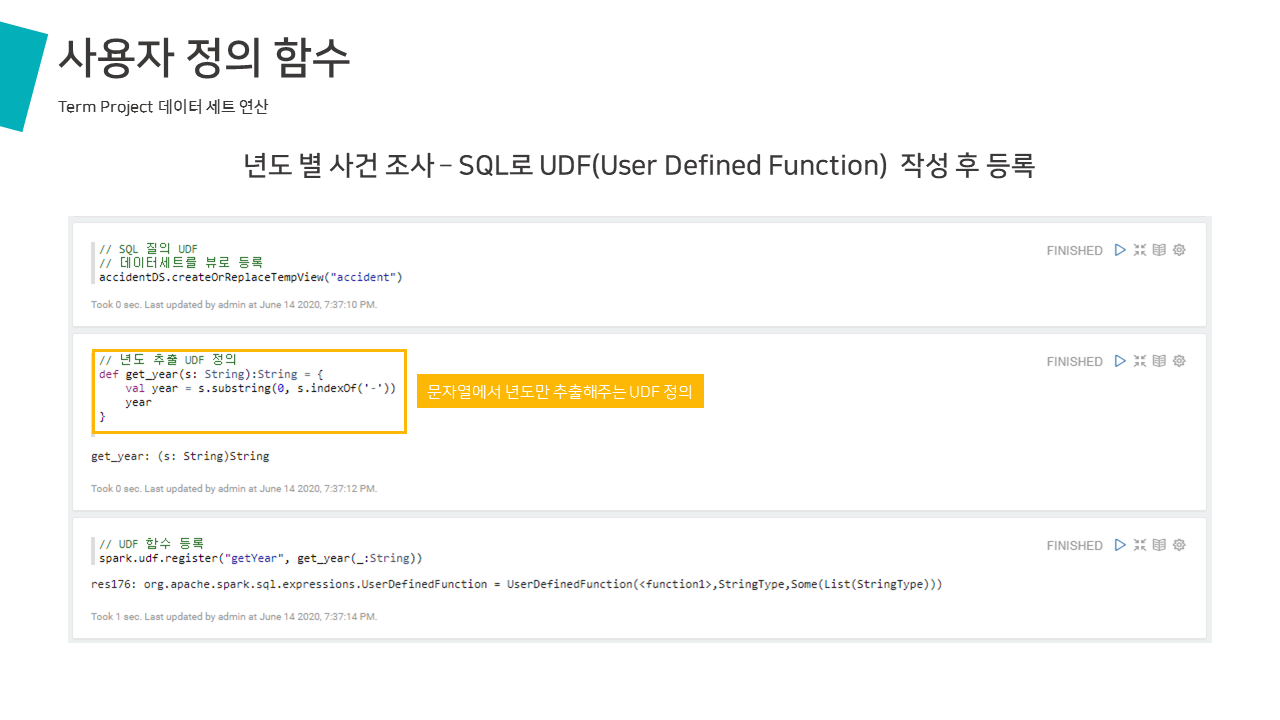 사용자 정의 함수
Term Project 데이터 세트 연산
년도 별 사건 조사 – SQL로 UDF(User Defined Function) 작성 후 등록
// SQL 질의 UDF
// 데이터세트를 뷰로 등록
accidentDS.createOrReplaceTempView("accident")
FINISHED
Took 0 sec. Last updated by admin at June 14 2020, 7:37:10 PM.
// 년도 추출 UDF 정의
def get_year(s: String):String = {
val year = s.substring(0, s.indexOf('-'))
year
}
문자열에서 년도만 추출해주는 UDF 정의
FINISHED
get_year: (s: String)String
Took 0 sec. Last updated by admin at June 14 2020, 7:37:12 PM.
// UDF 함수 등록
spark.udf.register("getYear", get_year(_:String))
FINISHED
res176: org.apache.spark.sql.expressions.UserDefinedFunction = UserDefinedFunction(<function1>,StringType,Some(List(StringType)))
Took 1 sec. Last updated by admin at June 14 2020, 7:37:14 PM.